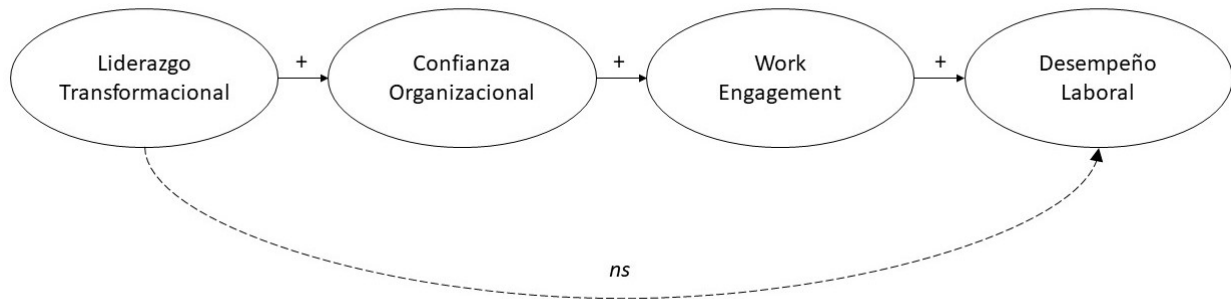 Liderazgo
Transformacional
+
Confianza
Organizacional
+
Work
Engagement
+
Desempeño
Laboral
ns